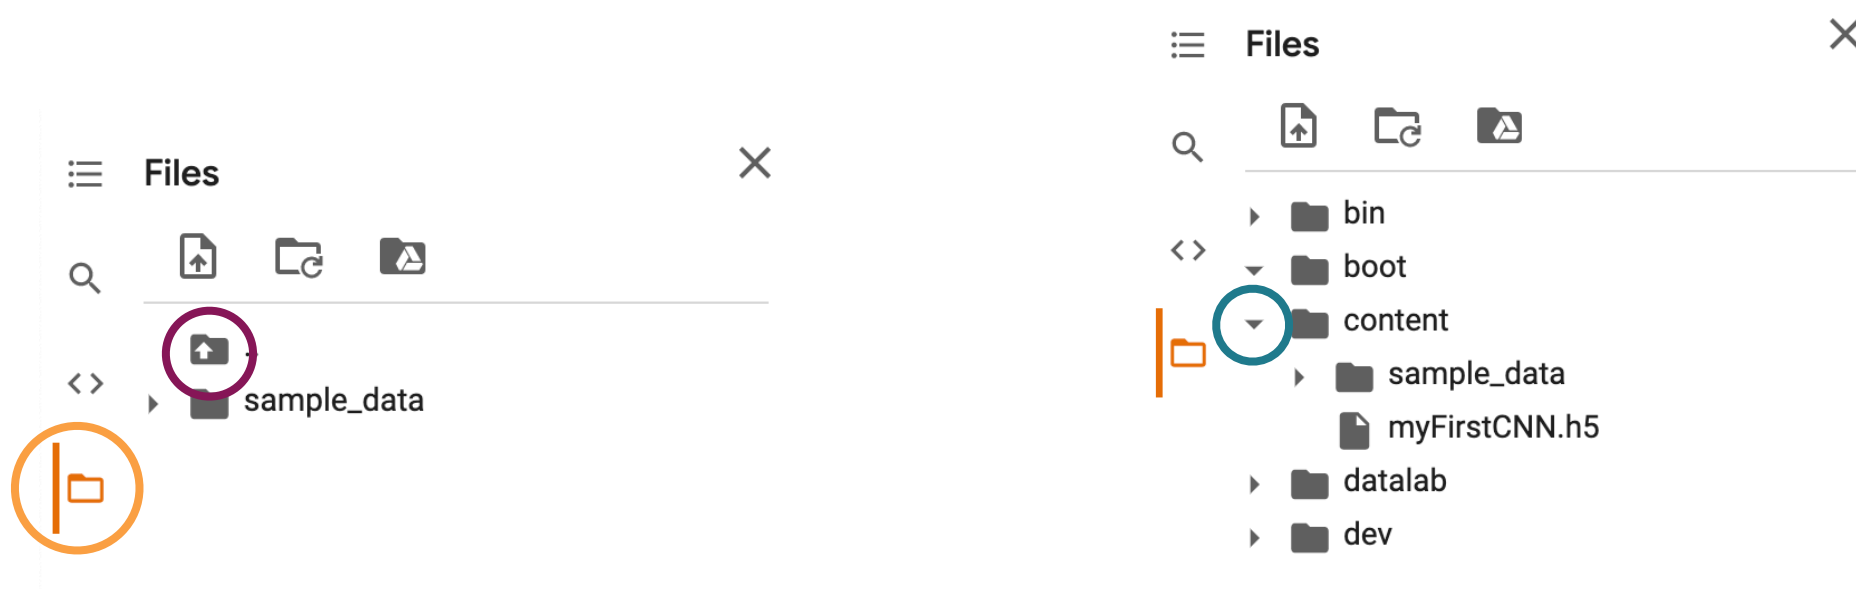 Files
..
sample_data
Files
bin
boot
content
sample_data
myFirstCNN.h5
datalab
dev